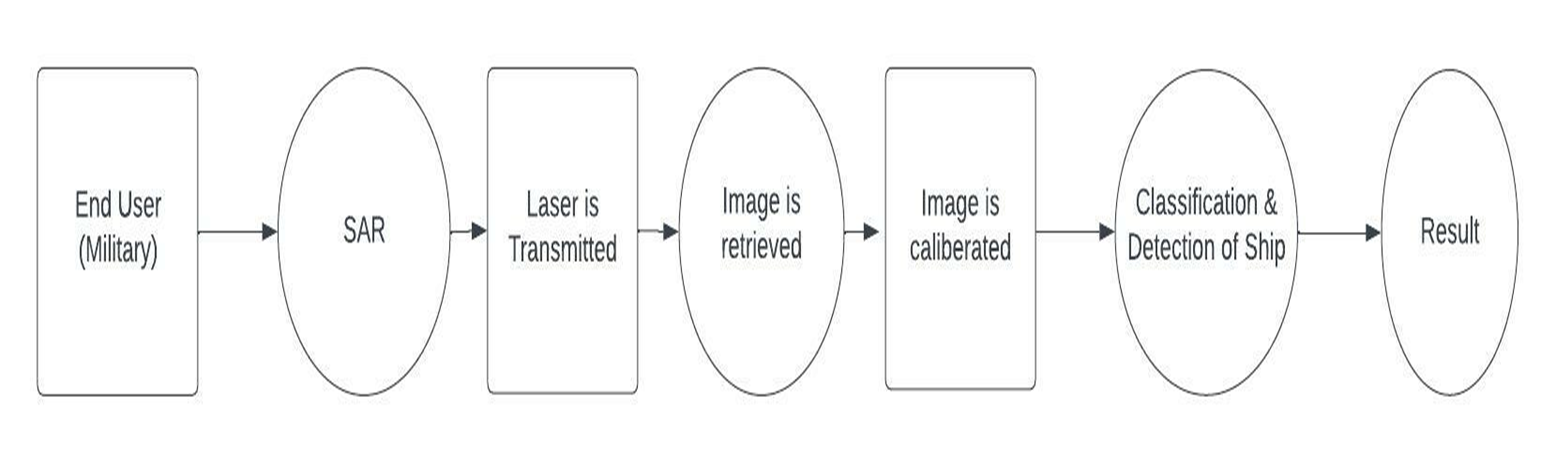 End User
(Military)
SAR
Laser is
Transmitted
Image is
retrieved
Image is
caliberated
Classification &
Detection of Ship
Result